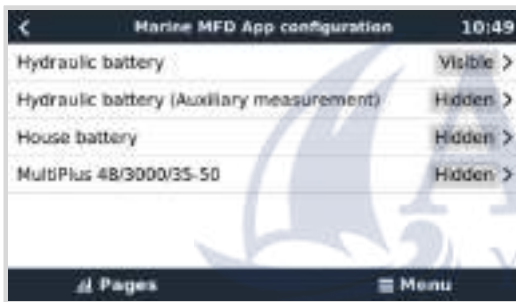 Marine MFD App configuration 10:49
Hydraulic battery Visible >
Hydraulic battery (Auxiliary measurement) Hidden >
House battery Hidden >
MultiPlus 48/3000/35-50 Hidden >
Pages Menu